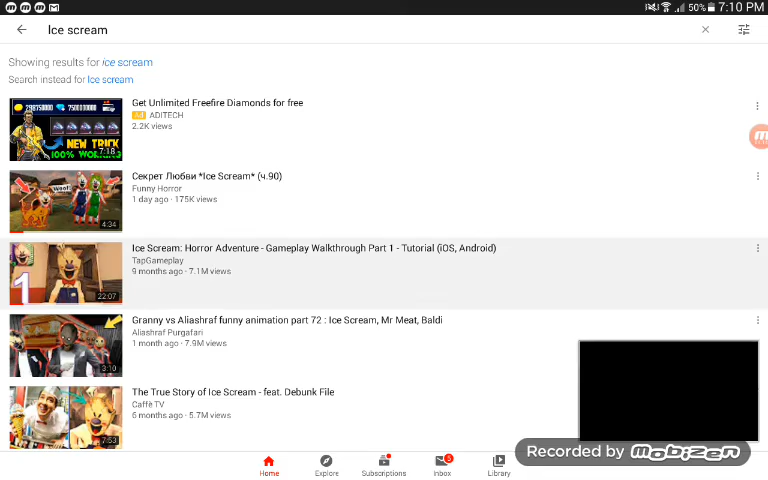 50% 7:10 PM
Ice scream
Showing results for ice scream
Search instead for Ice scream
298750000 7500000000
NEW TRICK
7:18
Get Unlimited Freefire Diamonds for free
Ad ADITECH
2.2K views
Woof!
4:34
Секрет Любви *Ice Scream* (ч.90)
Funny Horror
1 day ago · 175K views
1
22:07
Ice Scream: Horror Adventure - Gameplay Walkthrough Part 1 - Tutorial (iOS, Android)
TapGameplay
9 months ago · 7.1M views
3:10
Granny vs Aliashraf funny animation part 72 : Ice Scream, Mr Meat, Baldi
Aliashraf Purgafari
1 month ago · 7.9M views
7:53
The True Story of Ice Scream - feat. Debunk File
Caffè TV
6 months ago · 5.7M views
Recorded by mobizen
5
Home Explore Subscriptions Inbox Library